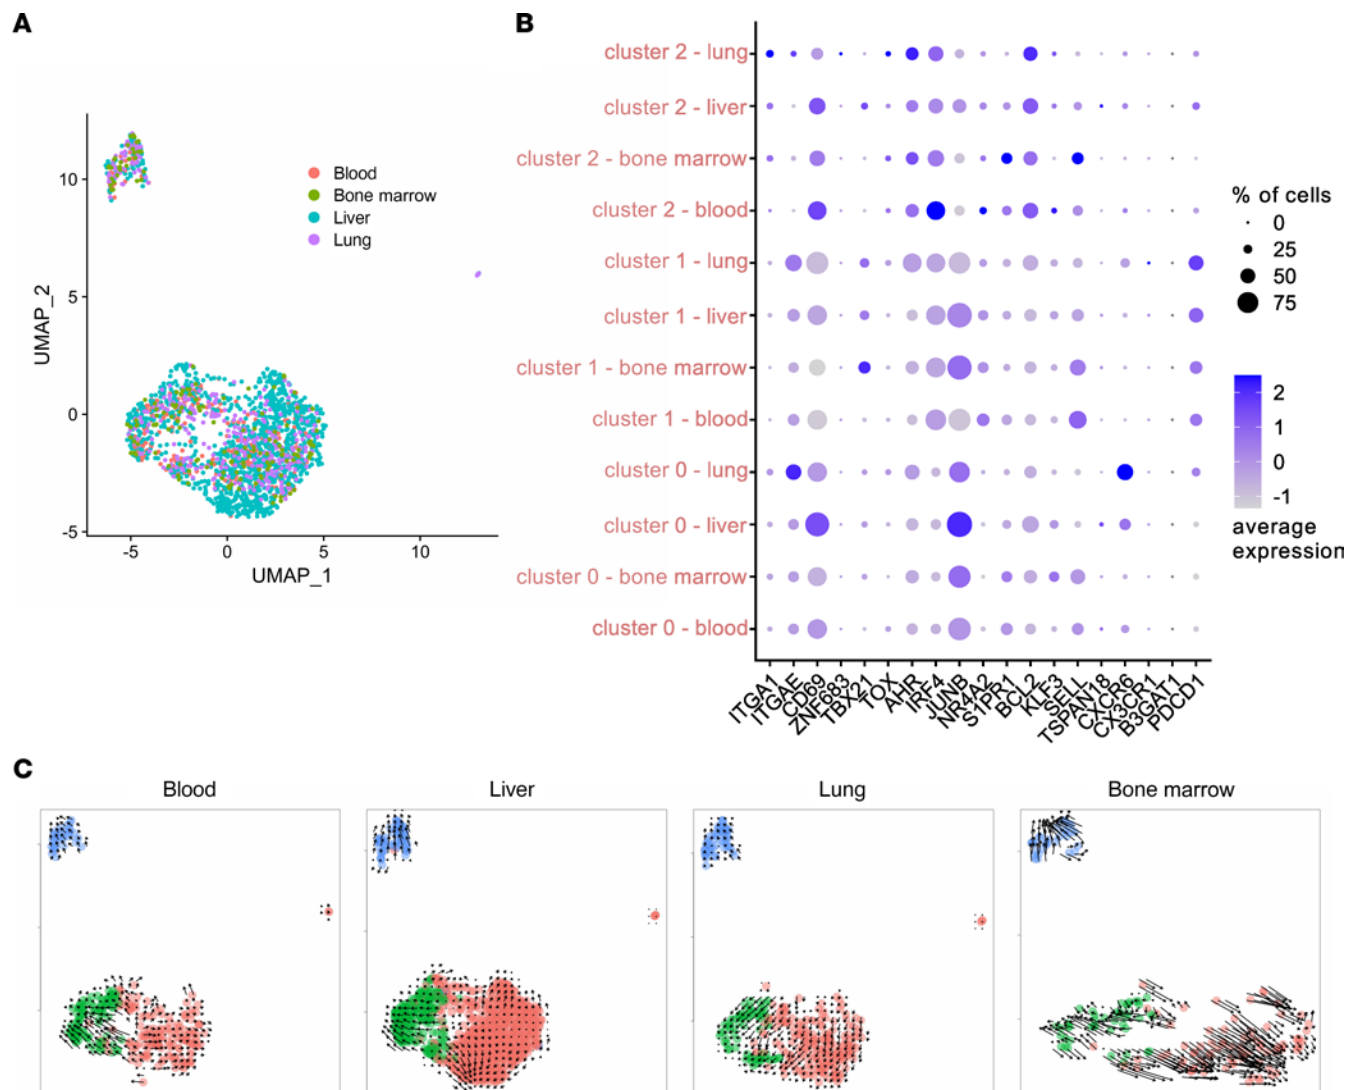 A
B
Blood
Bone marrow
Liver
Lung
10
5
0
-5
UMAP_2
-5
0
5
10
UMAP_1
cluster 2 - lung
cluster 2 - liver
cluster 2 - bone marrow
cluster 2 - blood
cluster 1 - lung
cluster 1 - liver
cluster 1 - bone marrow
cluster 1 - blood
cluster 0 - lung
cluster 0 - liver
cluster 0 - bone marrow
cluster 0 - blood
ITGA1
ITGAE
CD69
ZNF683
TBX21
TOX
AHR
IRF4
JUNB
NR4A2
S1PR1
BCL2
KLF3
SELL
TSPAN18
CXCR6
CX3CR1
B3GAT1
PDCD1
% of cells
0
25
50
75
2
1
0
-1
average
expression
C
Blood
Liver
Lung
Bone marrow